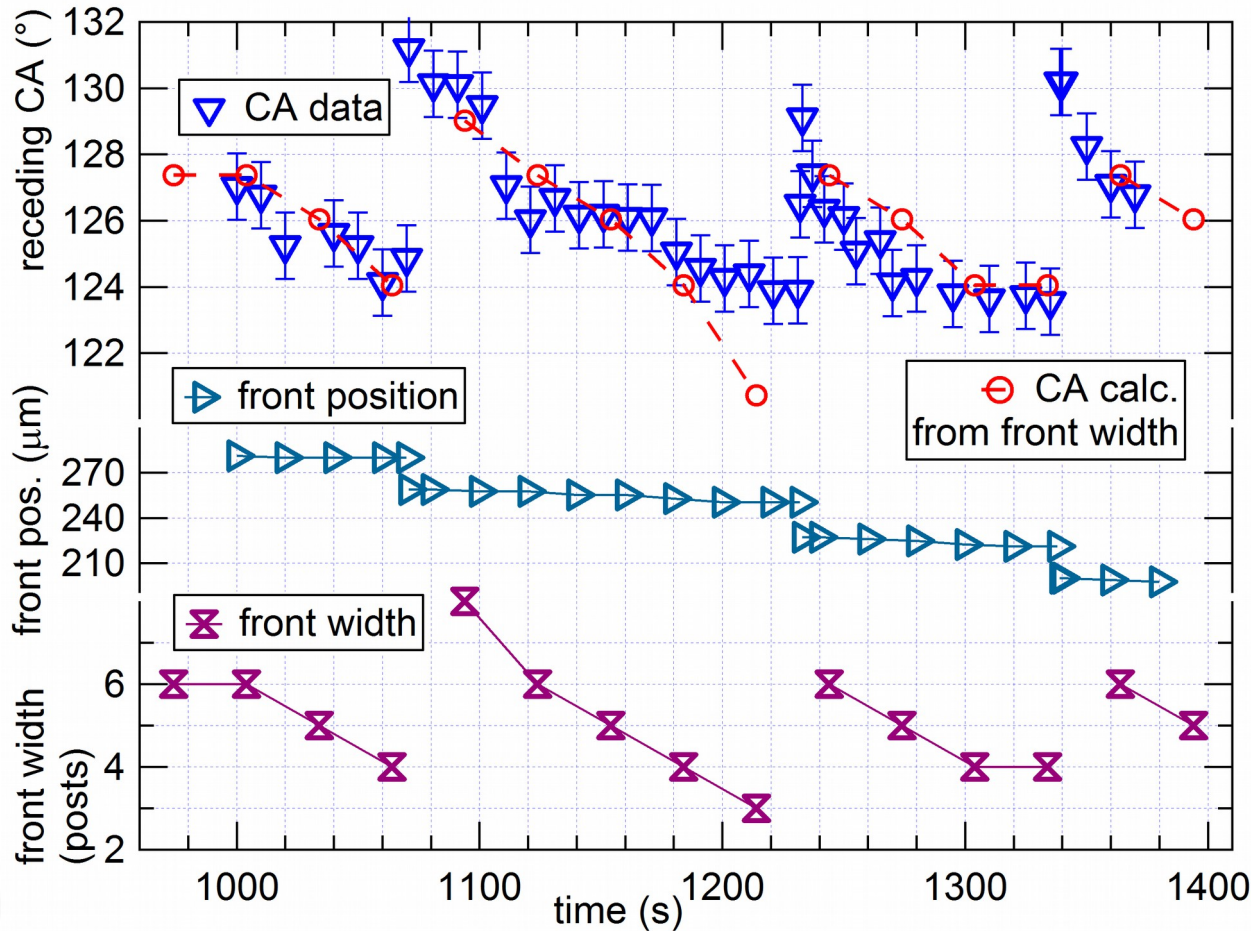 receding CA (°)
132
130
128
126
124
122
CA data
front position
CA calc.
from front width
front pos. (μm)
270
240
210
front width
front width
(posts)
6
4
2
1000
1100
1200
1300
1400
time (s)